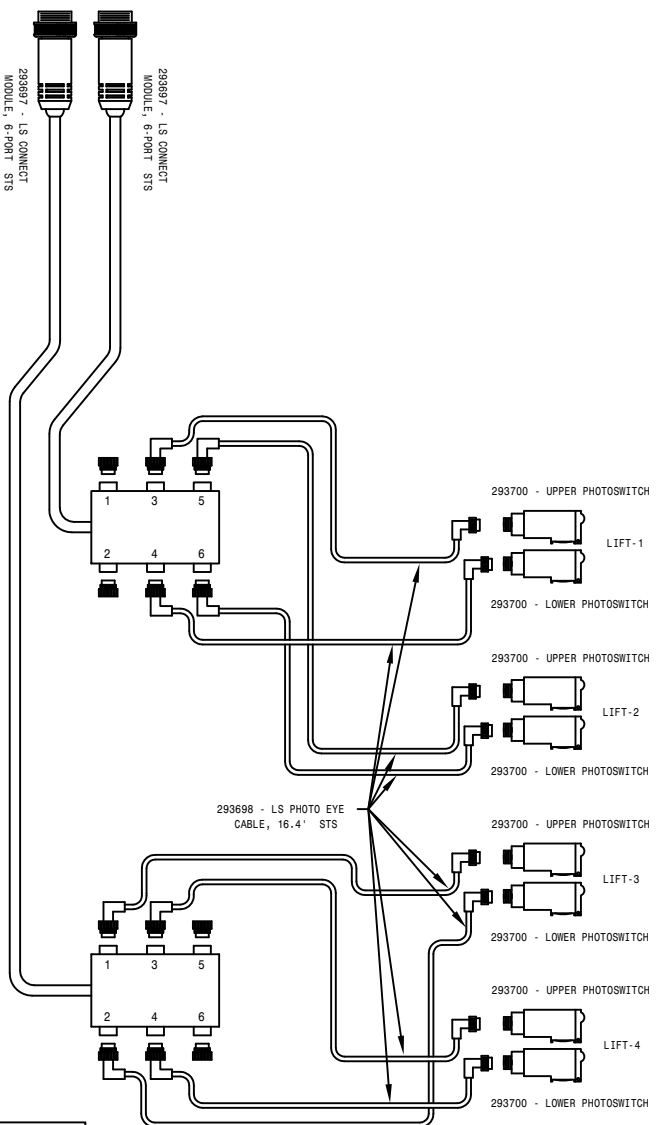 293697 - LS CONNECT
MODULE, 6-PORT STS
293697 - LS CONNECT
MODULE, 6-PORT STS
1 3 5
2 4 6
293700 - UPPER PHOTOSWITCH
LIFT-1
293700 - LOWER PHOTOSWITCH
293700 - UPPER PHOTOSWITCH
LIFT-2
293700 - LOWER PHOTOSWITCH
293698 - LS PHOTO EYE
CABLE, 16.4' STS
293700 - UPPER PHOTOSWITCH
LIFT-3
293700 - LOWER PHOTOSWITCH
1 3 5
2 4 6
293700 - UPPER PHOTOSWITCH
LIFT-4
293700 - LOWER PHOTOSWITCH